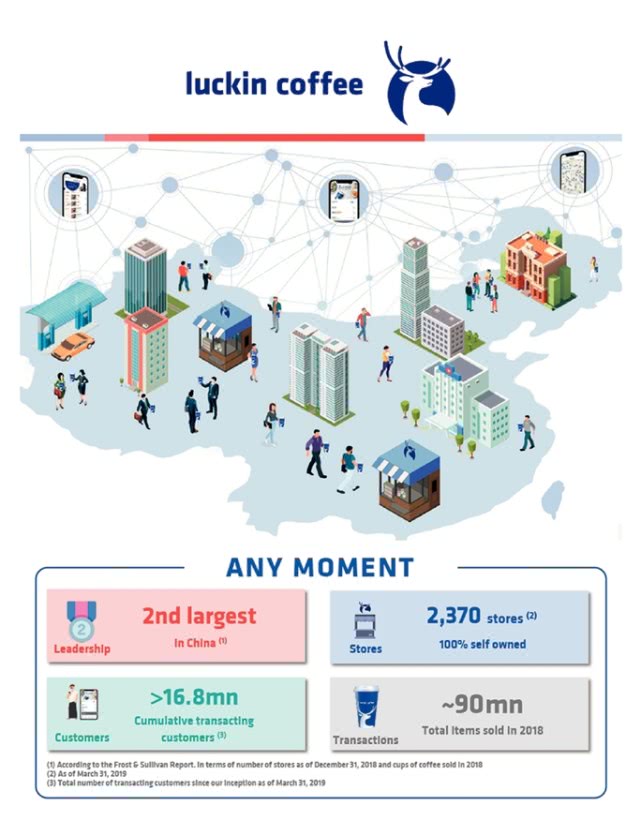 luckin coffee
ANY MOMENT
2nd largest
in China (1)
Leadership
2,370 stores (2)
100% self owned
Stores
>16.8mn
Cumulative transacting
customers (3)
Customers
~90mn
Total items sold in 2018
Transactions
(1) According to the Frost & Sullivan Report. In terms of number of stores as of December 31, 2018 and cups of coffee sold in 2018
(2) As of March 31, 2019
(3) Total number of transacting customers since our inception as of March 31, 2019
2